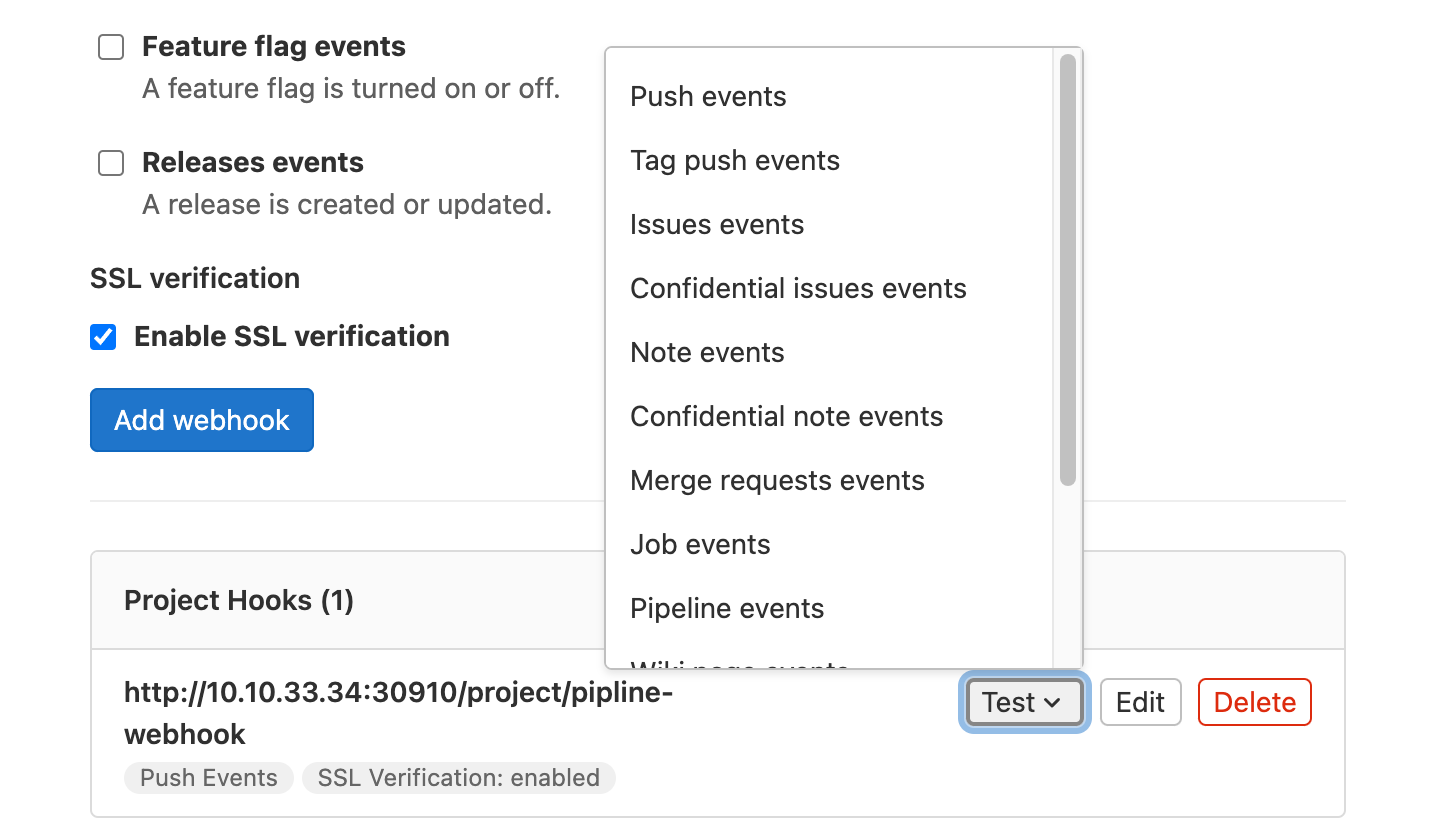 Feature flag events
A feature flag is turned on or off.
Releases events
A release is created or updated.
SSL verification
Enable SSL verification
Add webhook
Push events
Tag push events
Issues events
Confidential issues events
Note events
Confidential note events
Merge requests events
Job events
Pipeline events
Wiki page events
Project Hooks (1)
http://10.10.33.34:30910/project/pipline-
webhook
Test
Edit
Delete
Push Events
SSL Verification: enabled